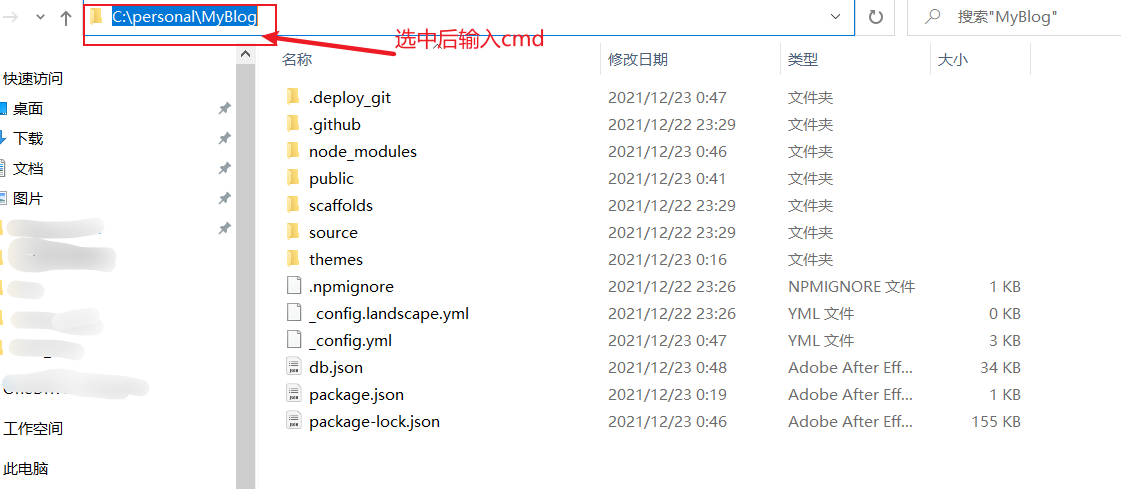 C:\personal\MyBlog
搜索"MyBlog"
选中后输入cmd
名称 修改日期 类型 大小
快速访问
桌面
下载
文档
图片
工作空间
此电脑
.deploy_git 2021/12/23 0:47 文件夹
.github 2021/12/22 23:29 文件夹
node_modules 2021/12/23 0:46 文件夹
public 2021/12/23 0:41 文件夹
scaffolds 2021/12/22 23:29 文件夹
source 2021/12/22 23:29 文件夹
themes 2021/12/23 0:16 文件夹
.npmignore 2021/12/22 23:26 NPMIGNORE 文件 1 KB
_config.landscape.yml 2021/12/22 23:26 YML 文件 0 KB
_config.yml 2021/12/23 0:47 YML 文件 3 KB
db.json 2021/12/23 0:48 Adobe After Eff... 34 KB
package.json 2021/12/23 0:19 Adobe After Eff... 1 KB
package-lock.json 2021/12/23 0:46 Adobe After Eff... 155 KB